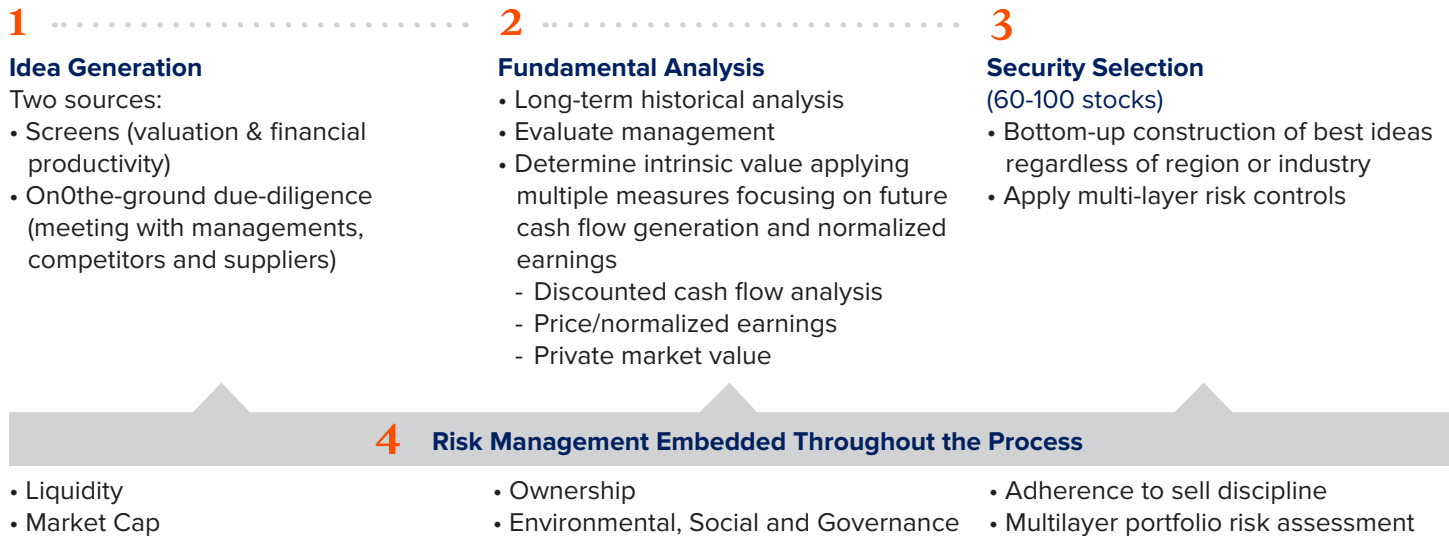 1
Idea Generation
Two sources:
• Screens (valuation & financial
productivity)
• On0the-ground due-diligence
(meeting with managements,
competitors and suppliers)
2
Fundamental Analysis
• Long-term historical analysis
• Evaluate management
• Determine intrinsic value applying
multiple measures focusing on future
cash flow generation and normalized
earnings
- Discounted cash flow analysis
- Price/normalized earnings
- Private market value
3
Security Selection
(60-100 stocks)
• Bottom-up construction of best ideas
regardless of region or industry
• Apply multi-layer risk controls
4 Risk Management Embedded Throughout the Process
• Liquidity
• Market Cap
• Ownership
• Environmental, Social and Governance
• Adherence to sell discipline
• Multilayer portfolio risk assessment